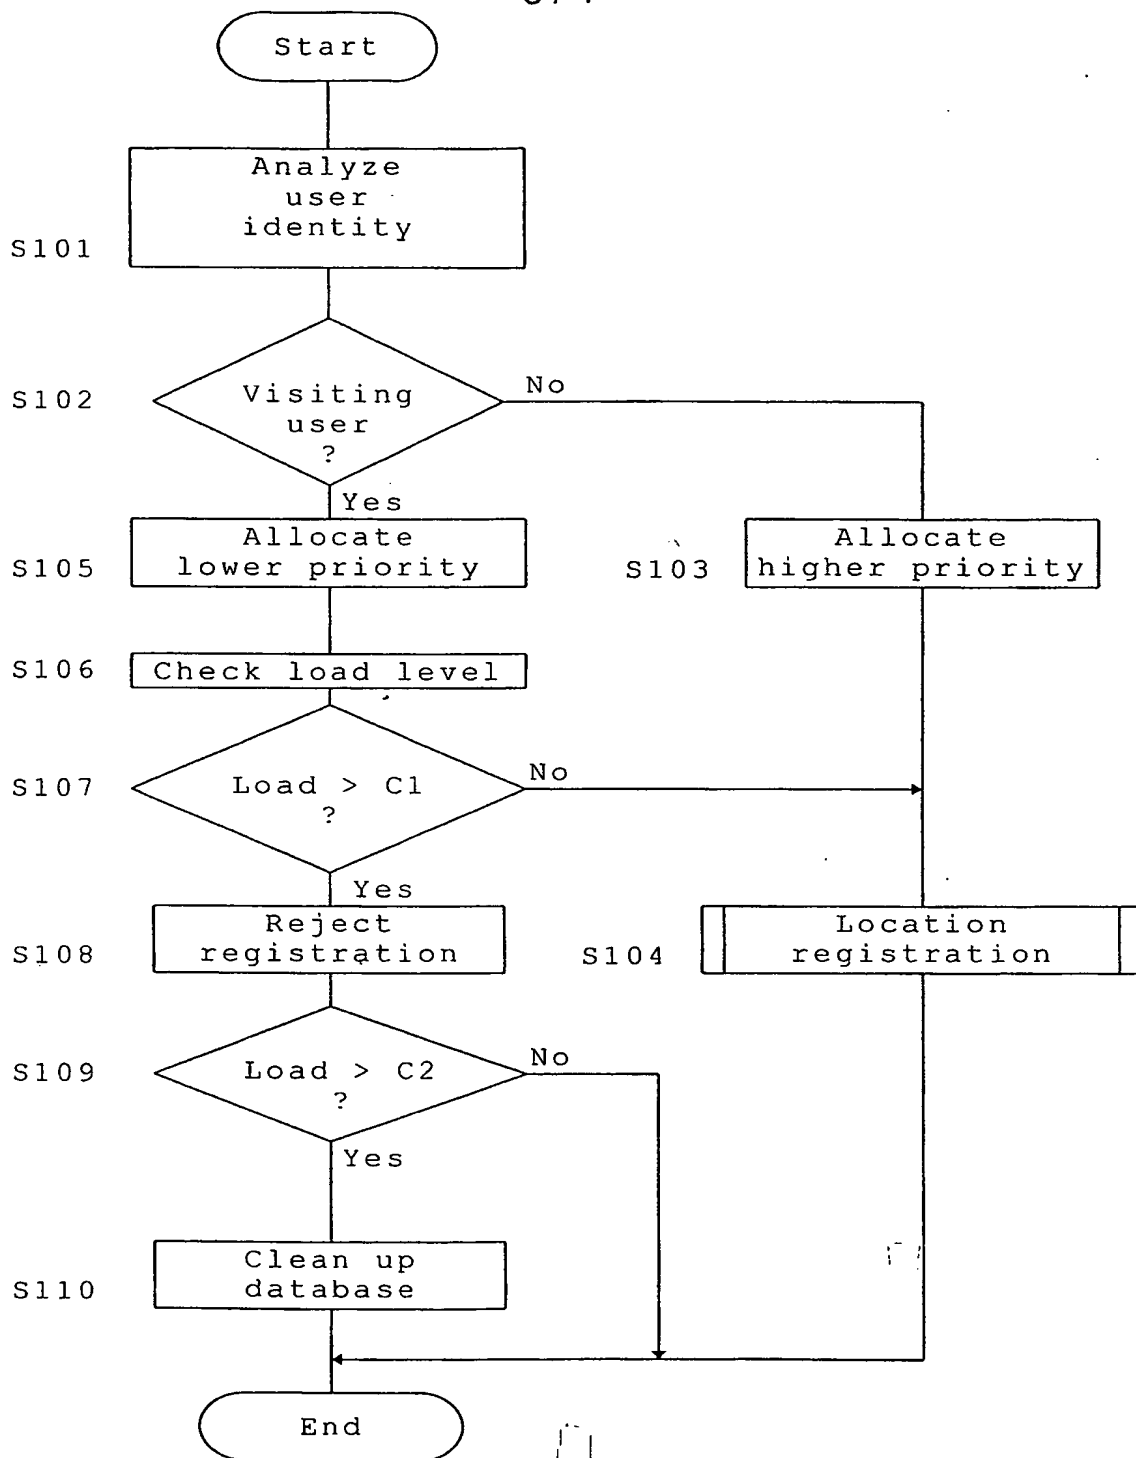 Start
Analyze
user
identity
S101
S102
Visiting
user
?
No
Yes
S105
Allocate
lower priority
S103
Allocate
higher priority
S106
Check load level
S107
Load > C1
?
No
Yes
S108
Reject
registration
S104
Location
registration
S109
Load > C2
?
No
Yes
S110
Clean up
database
End